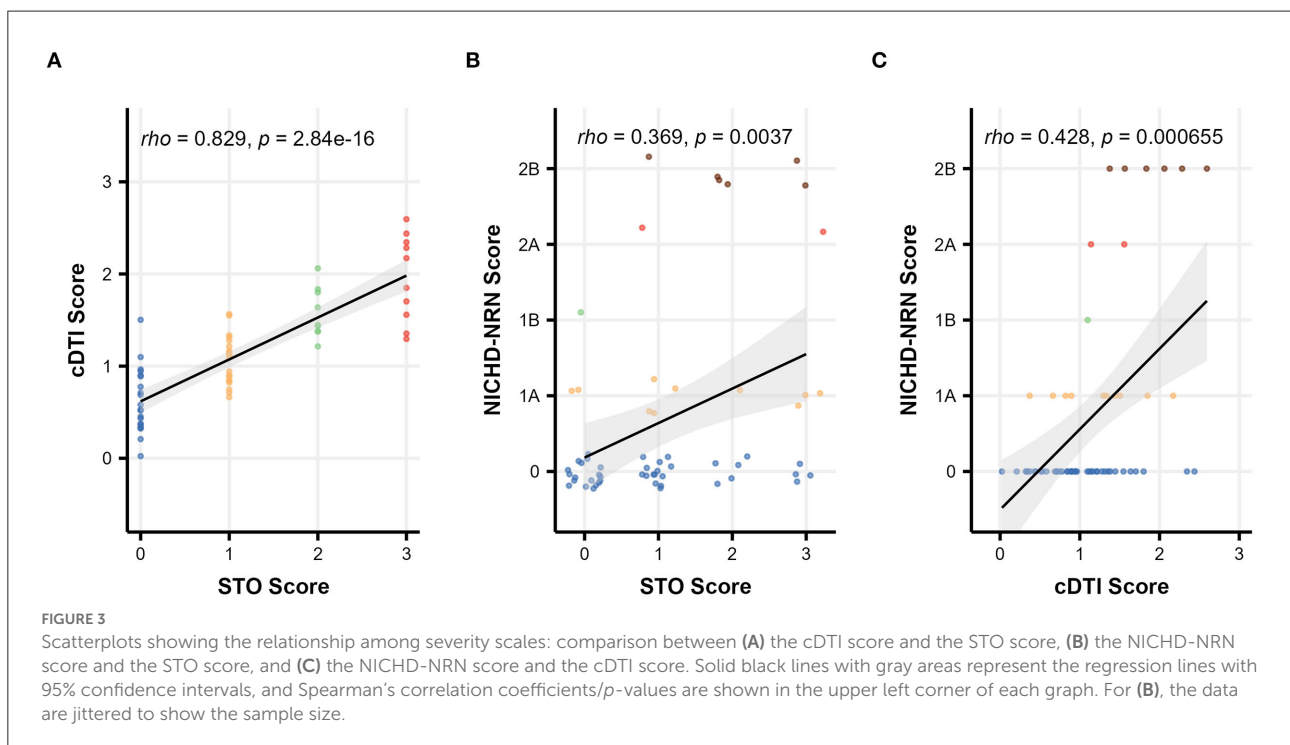 A
B
C
rho = 0.829, p = 2.84e-16
rho = 0.369, p = 0.0037
rho = 0.428, p = 0.000655
cDTI Score
3
2
1
0
0 1 2 3
STO Score
NICHD-NRN Score
2B
2A
1B
1A
0
0 1 2 3
STO Score
NICHD-NRN Score
2B
2A
1B
1A
0
0 1 2 3
cDTI Score
FIGURE 3
Scatterplots showing the relationship among severity scales: comparison between (A) the cDTI score and the STO score, (B) the NICHD-NRN
score and the STO score, and (C) the NICHD-NRN score and the cDTI score. Solid black lines with gray areas represent the regression lines with
95% confidence intervals, and Spearman's correlation coefficients/p-values are shown in the upper left corner of each graph. For (B), the data
are jittered to show the sample size.